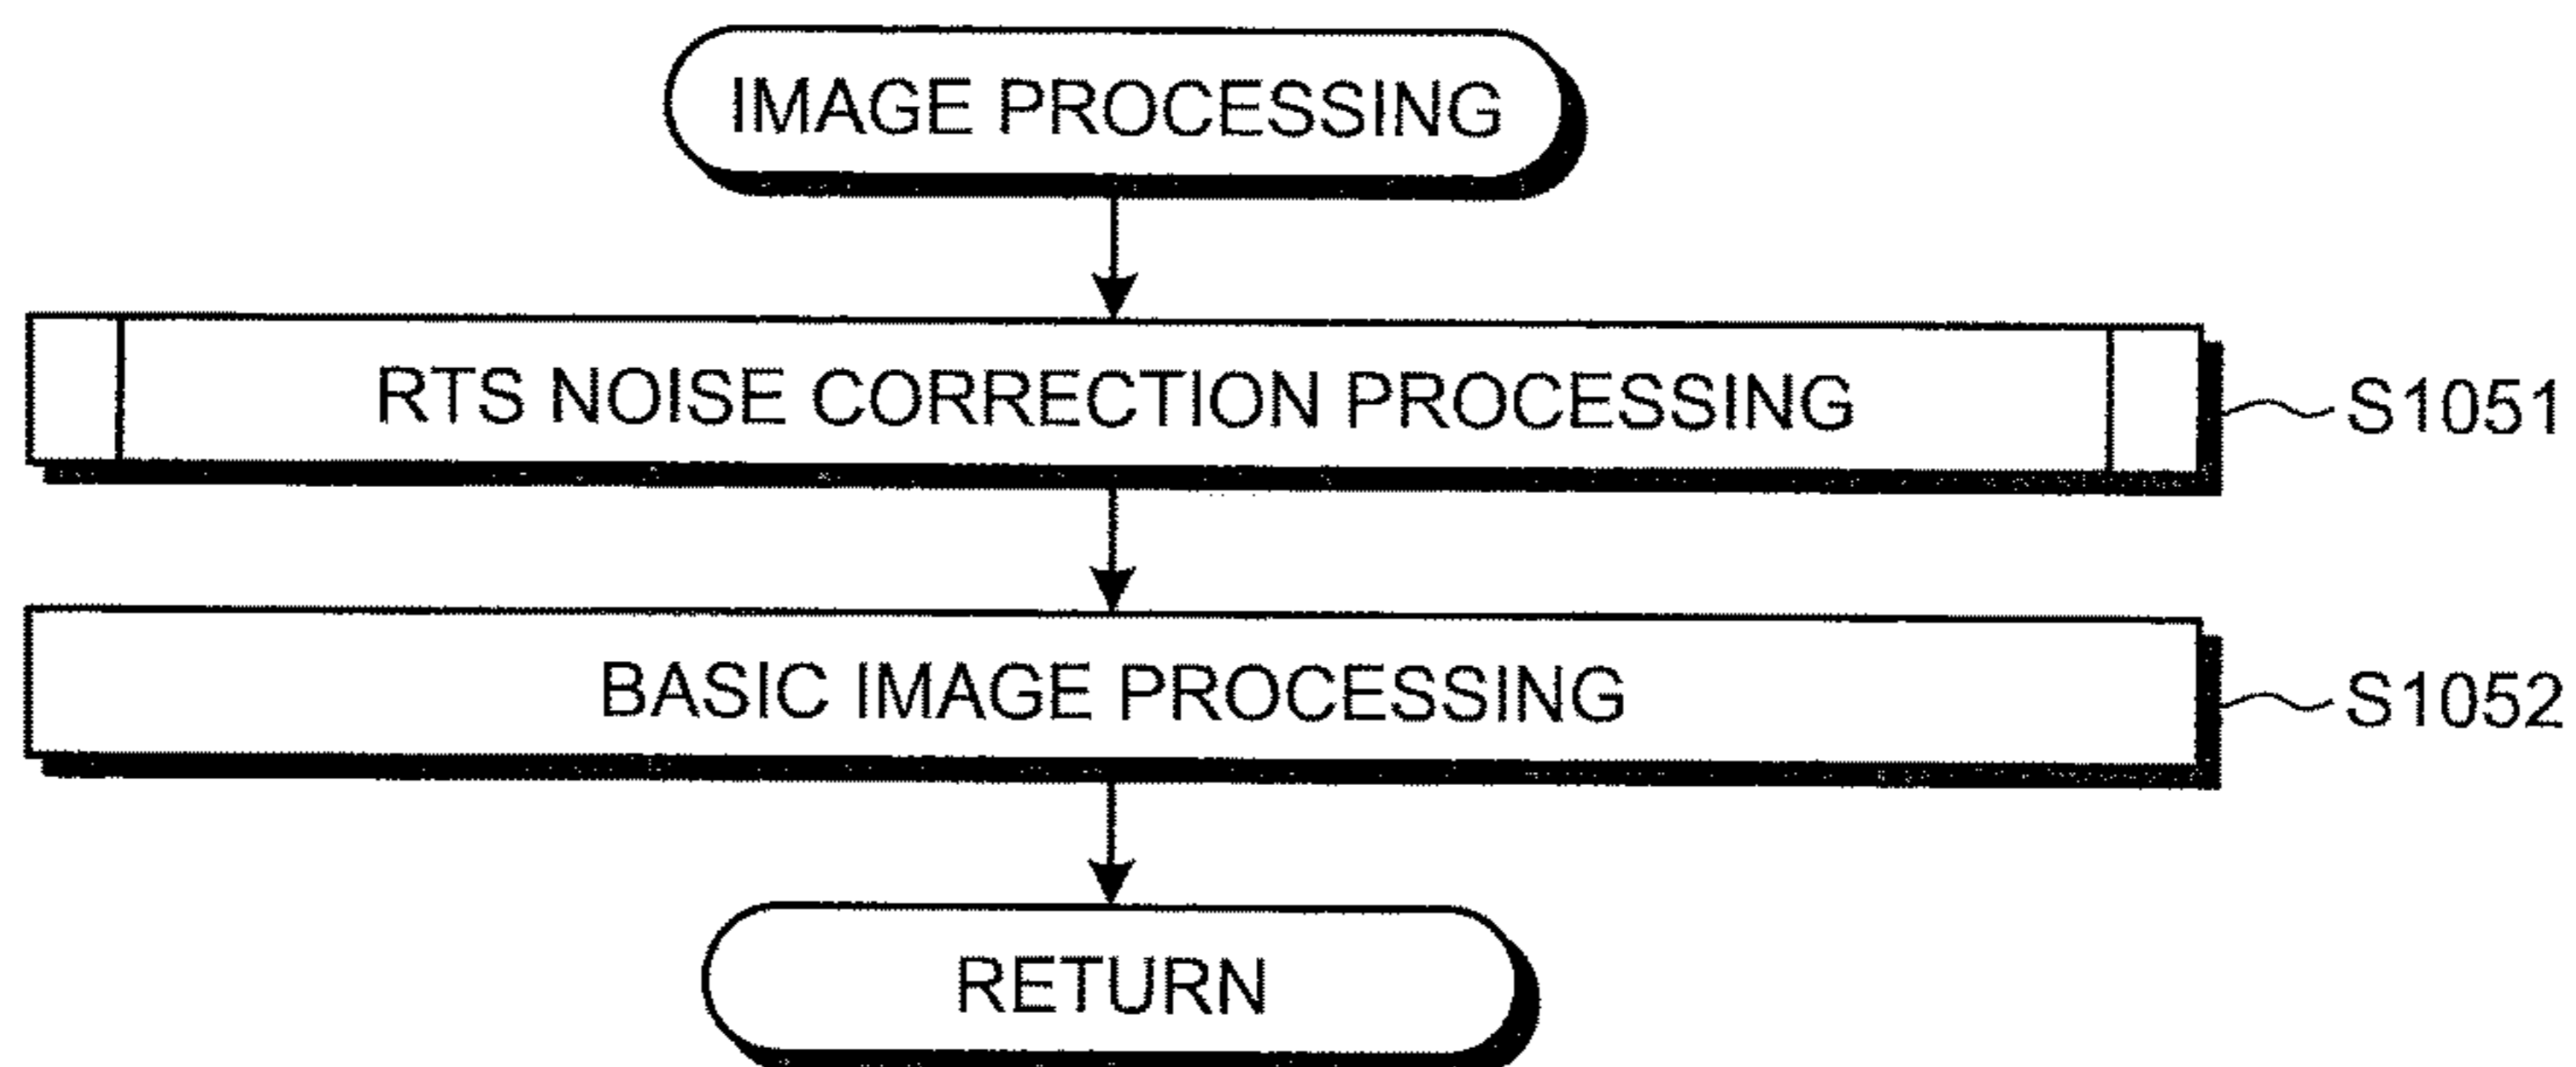 IMAGE PROCESSING
RTS NOISE CORRECTION PROCESSING
S1051
BASIC IMAGE PROCESSING
S1052
RETURN